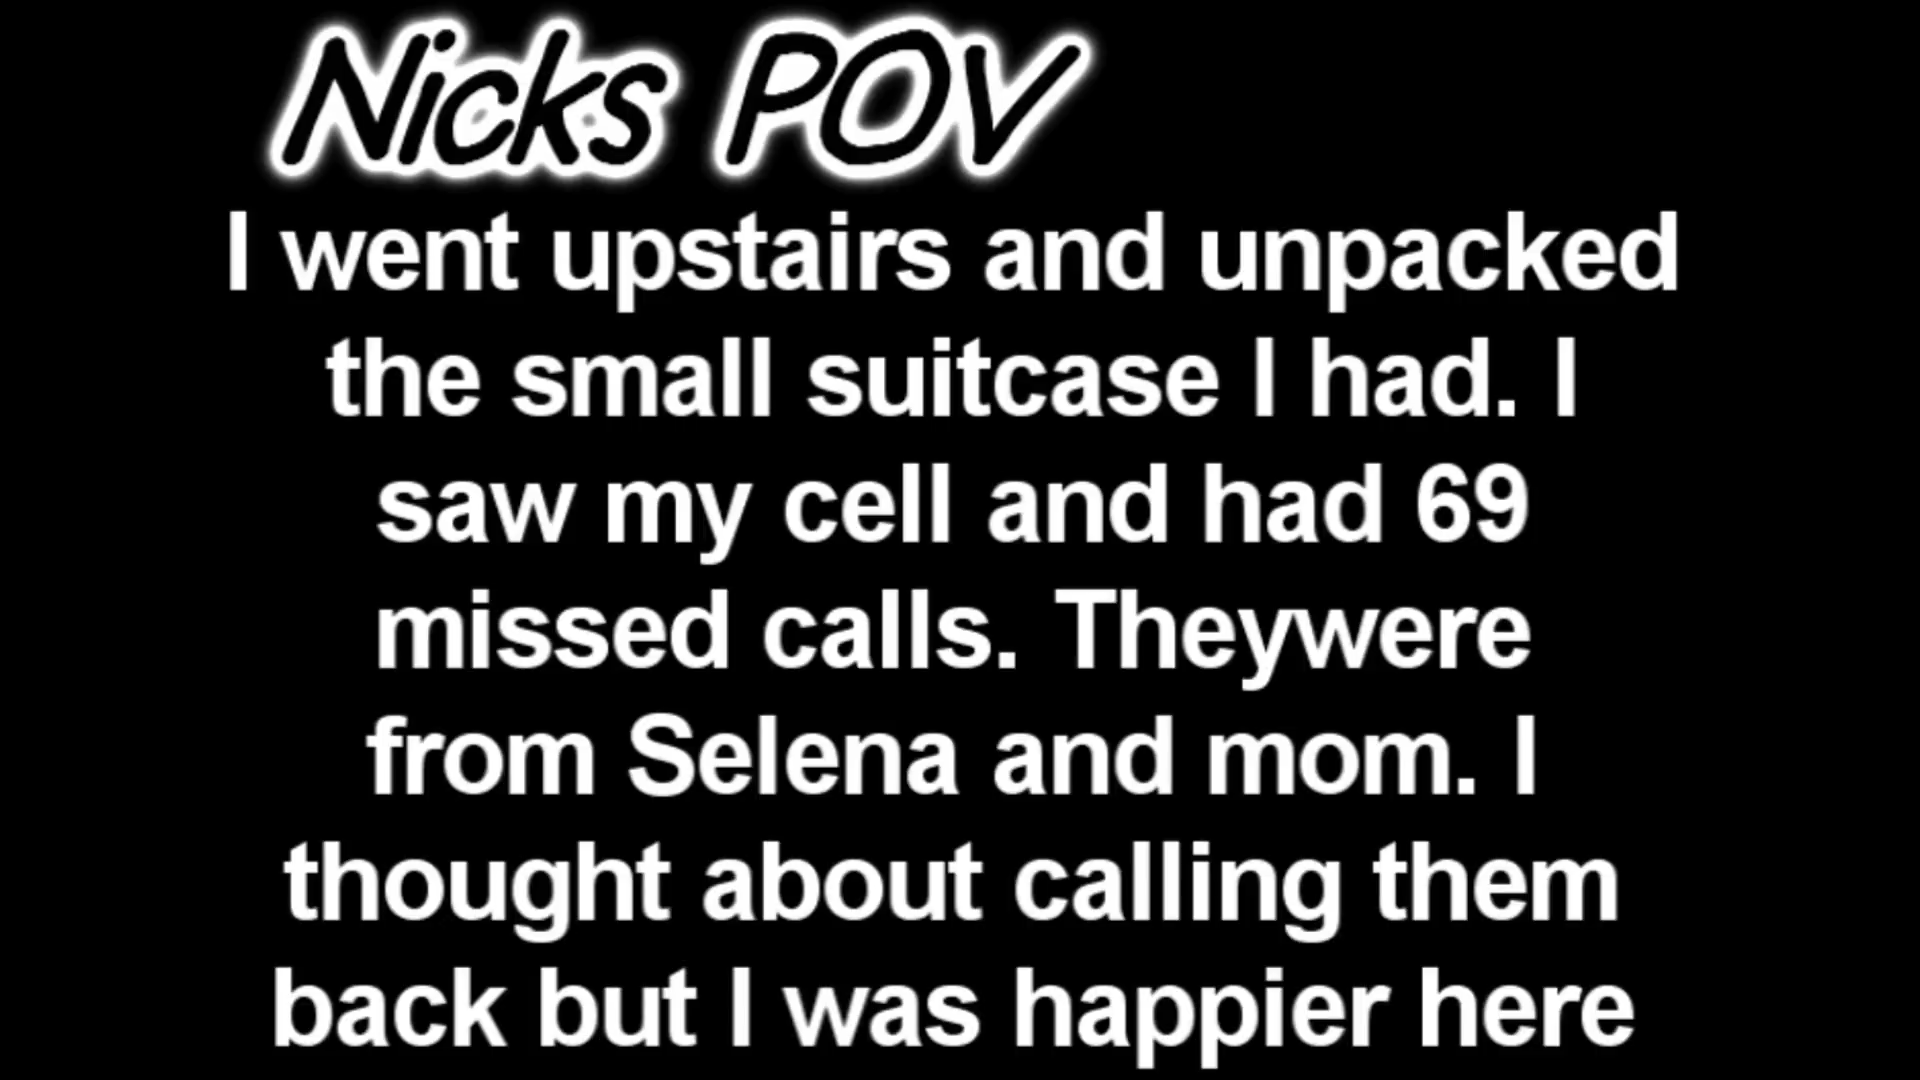 Nicks POV
I went upstairs and unpacked
the small suitcase I had. I
saw my cell and had 69
missed calls. Theywere
from Selena and mom. I
thought about calling them
back but I was happier here